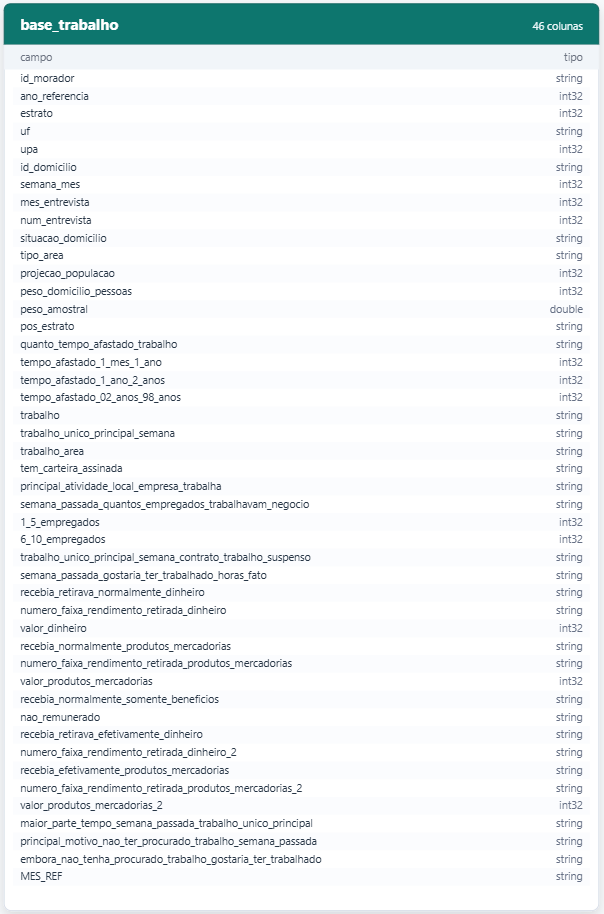 base_trabalho 46 colunas
campo tipo
id_morador string
ano_referencia int32
estrato int32
uf string
upa int32
id_domicilio string
semana_mes int32
mes_entrevista int32
num_entrevista int32
situacao_domicilio string
tipo_area string
projecao_populacao int32
peso_domicilio_pessoas int32
peso_amostral double
pos_estrato string
quanto_tempo_afastado_trabalho string
tempo_afastado_1_mes_1_ano int32
tempo_afastado_1_ano_2_anos int32
tempo_afastado_02_anos_98_anos int32
trabalho string
trabalho_unico_principal_semana string
trabalho_area string
tem_carteira_assinada string
principal_atividade_local_empresa_trabalha string
semana_passada_quantos_empregados_trabalhavam_negocio string
1_5_empregados int32
6_10_empregados int32
trabalho_unico_principal_semana_contrato_trabalho_suspenso string
semana_passada_gostaria_ter_trabalhado_horas_fato string
recebia_retirava_normalmente_dinheiro string
numero_faixa_rendimento_retirada_dinheiro string
valor_dinheiro int32
recebia_normalmente_produtos_mercadorias string
numero_faixa_rendimento_retirada_produtos_mercadorias string
valor_produtos_mercadorias int32
recebia_normalmente_somente_beneficios string
nao_remunerado string
recebia_retirava_efetivamente_dinheiro string
numero_faixa_rendimento_retirada_dinheiro_2 string
recebia_efetivamente_produtos_mercadorias string
numero_faixa_rendimento_retirada_produtos_mercadorias_2 string
valor_produtos_mercadorias_2 int32
maior_parte_tempo_semana_passada_trabalho_unico_principal string
principal_motivo_nao_ter_procurado_trabalho_semana_passada string
embora_nao_tenha_procurado_trabalho_gostaria_ter_trabalhado string
MES_REF string